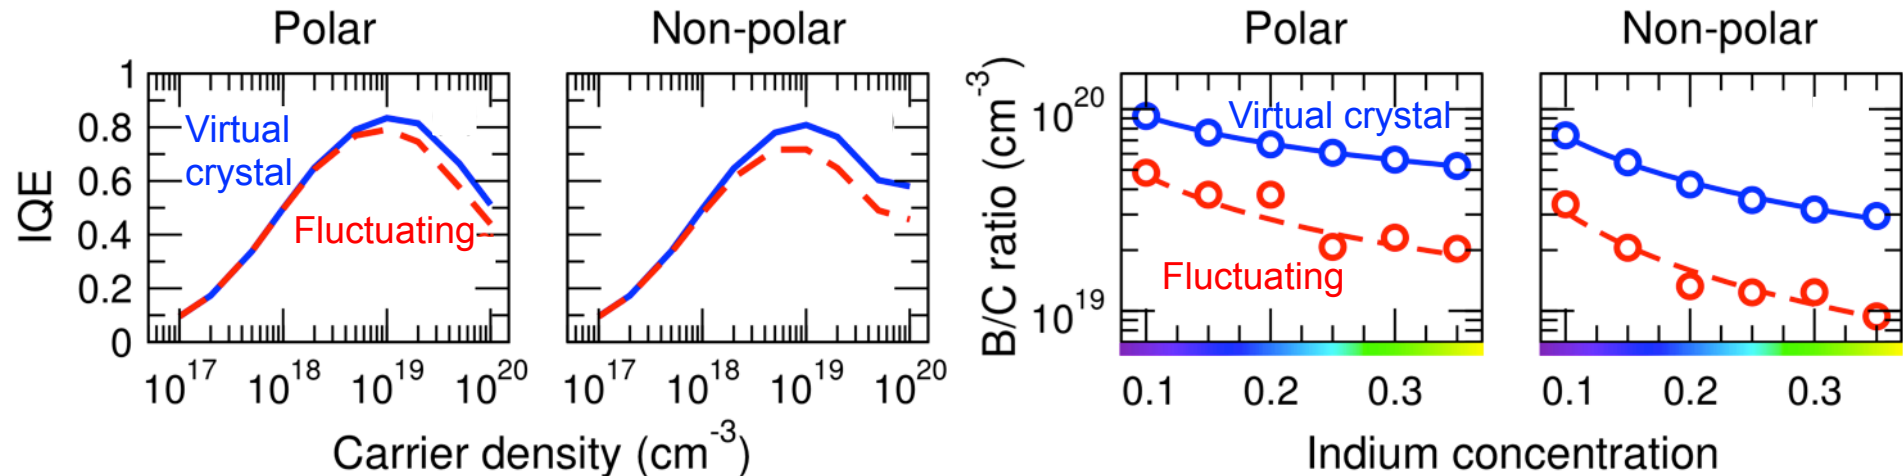 Polar
Non-polar
Polar
Non-polar
IQE
1
0.8
0.6
0.4
0.2
0
Virtual
crystal
Fluctuating
10^17 10^18 10^19 10^20
10^17 10^18 10^19 10^20
Carrier density (cm^-3)
B/C ratio (cm^-3)
10^20
10^19
Virtual crystal
Fluctuating
0.1 0.2 0.3
0.1 0.2 0.3
Indium concentration